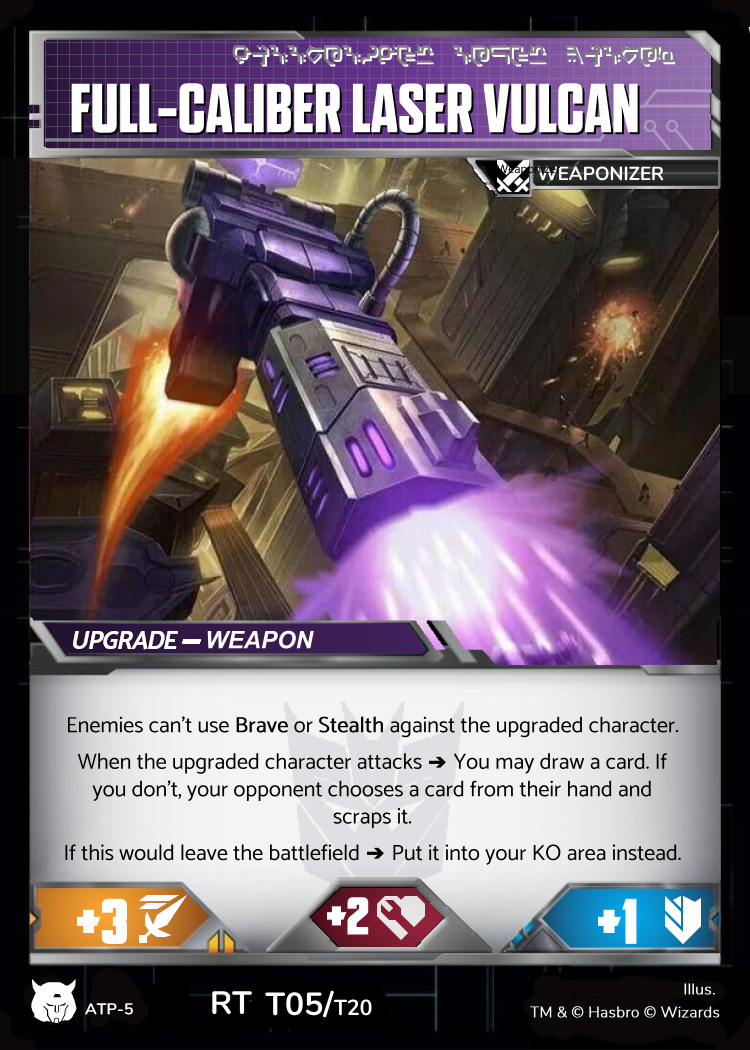 FULL-CALIBER LASER VULCAN
WEAPONIZER
UPGRADE – WEAPON
Enemies can't use Brave or Stealth against the upgraded character.
When the upgraded character attacks ➔ You may draw a card. If
you don't, your opponent chooses a card from their hand and
scraps it.
If this would leave the battlefield ➔ Put it into your KO area instead.
+3
+2
+1
ATP-5
RT T05/T20
Illus.
TM & © Hasbro © Wizards